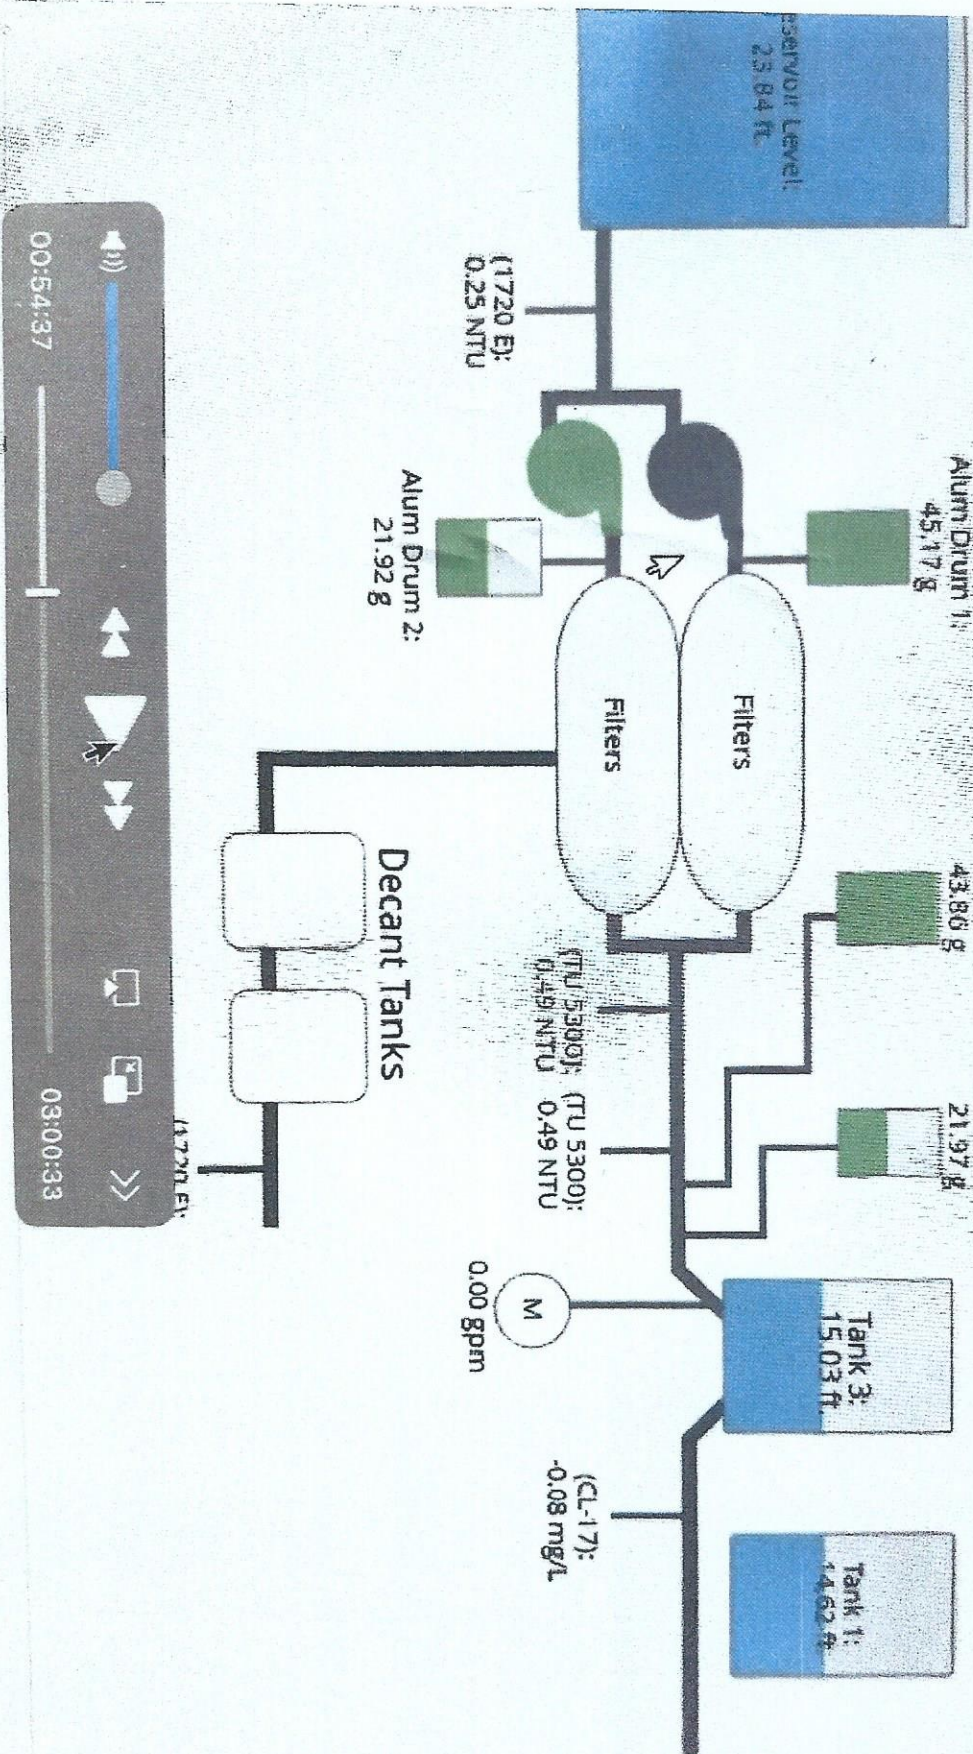 eservoir Level:
23.84 ft.
(1720 E):
0.25 NTU
Alum Drum 1:
45.17 g
Alum Drum 2:
21.92 g
Filters
Filters
43.86 g
21.97 g
(TU 5300):
0.49 NTU
(TU 5300):
0.49 NTU
M
0.00 gpm
Tank 3:
15.03 ft.
Tank 1:
14.62 ft
(CL-17):
-0.08 mg/L
Decant Tanks
(1720 E):
00:54:37
03:00:33